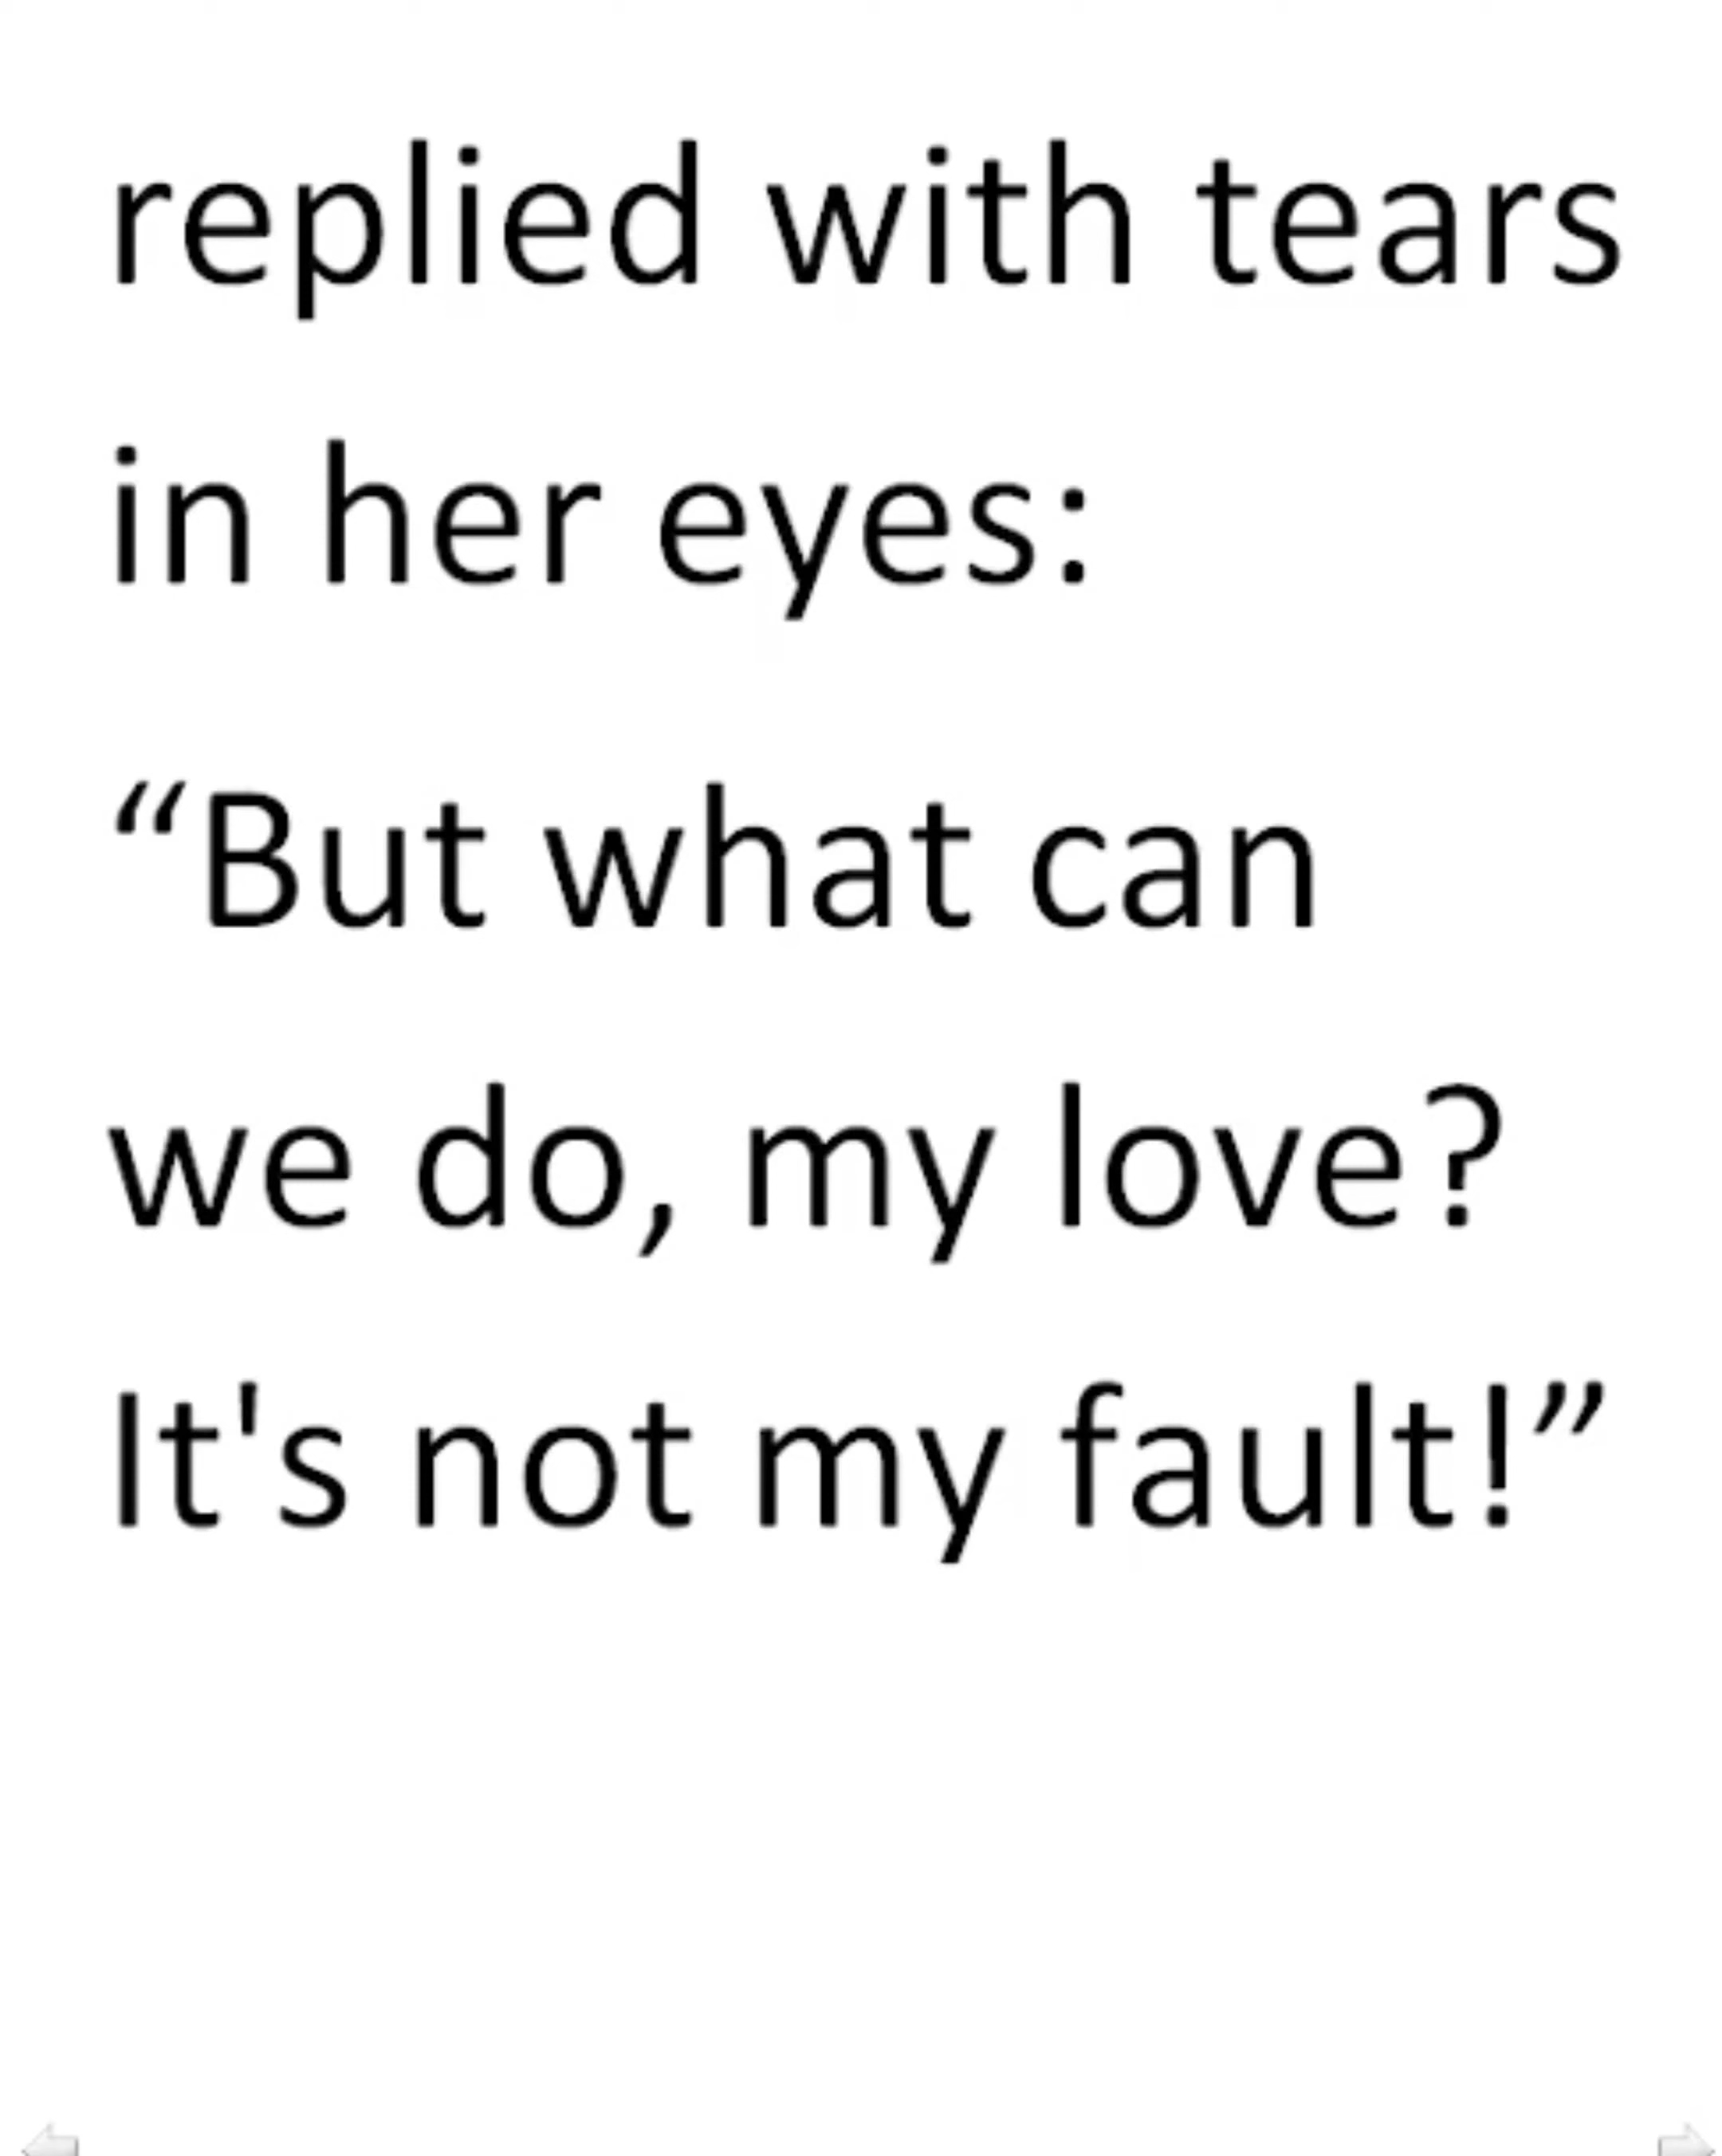 replied with tears
in her eyes:
“But what can
we do, my love?
It's not my fault!”